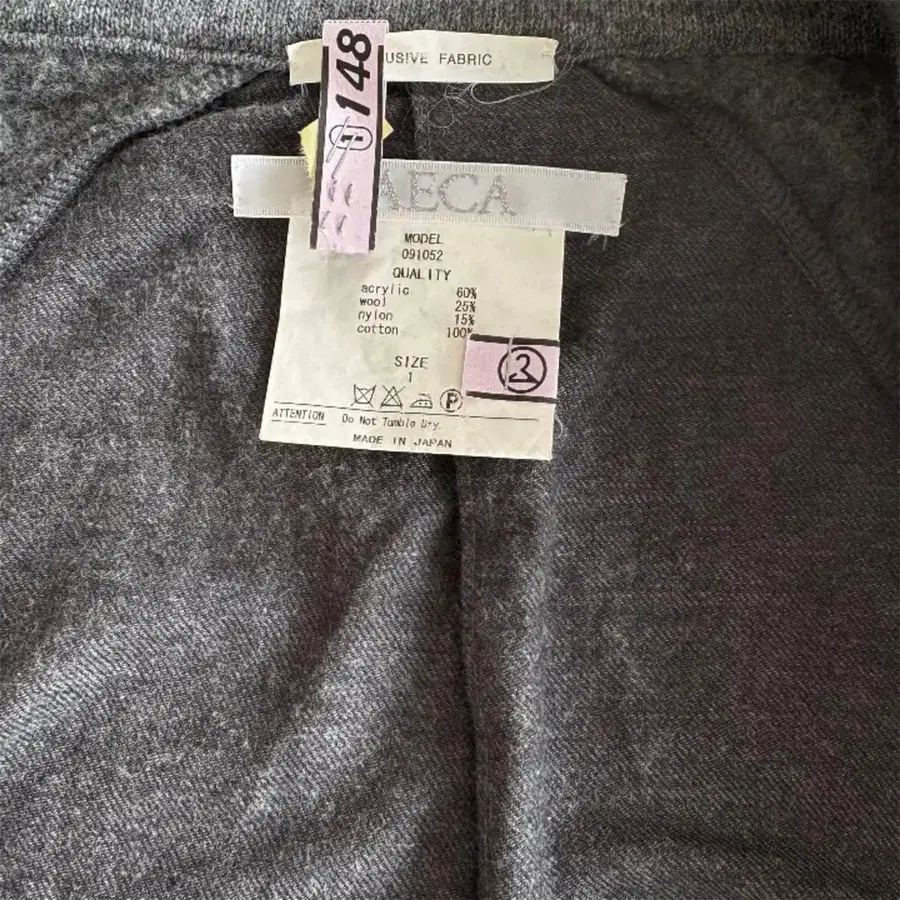 148
USIVE FABRIC
AECA
MODEL
091052
QUALITY
acrylic 60%
wool 25%
nylon 15%
cotton 100%
SIZE
1
P
2
ATTENTION Do Not Tumble Dry.
MADE IN JAPAN